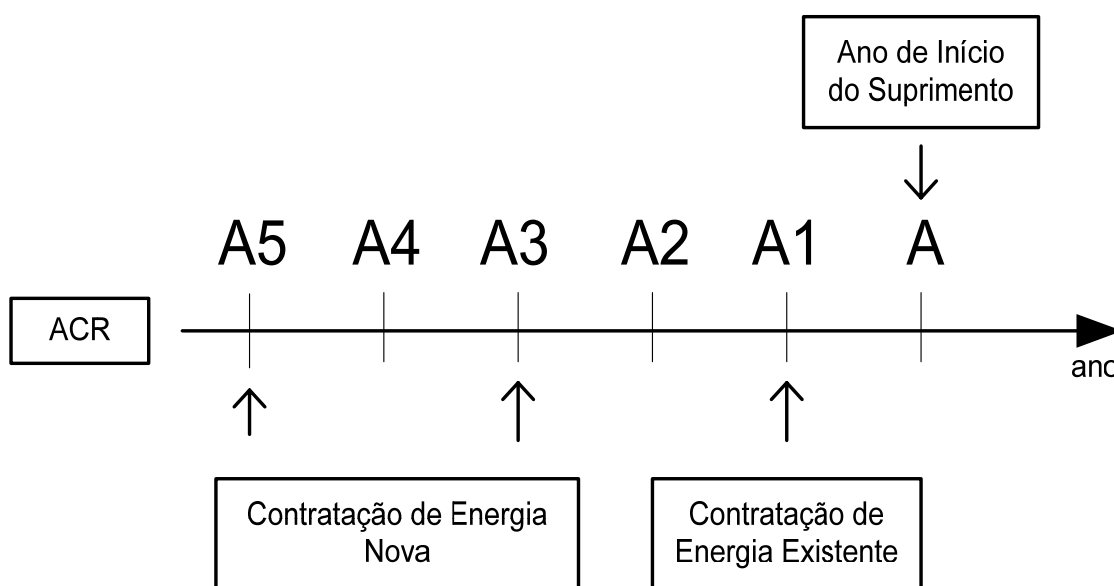 Ano de Início
do Suprimento
A5 A4 A3 A2 A1 A
ACR
ano
Contratação de Energia
Nova
Contratação de
Energia Existente